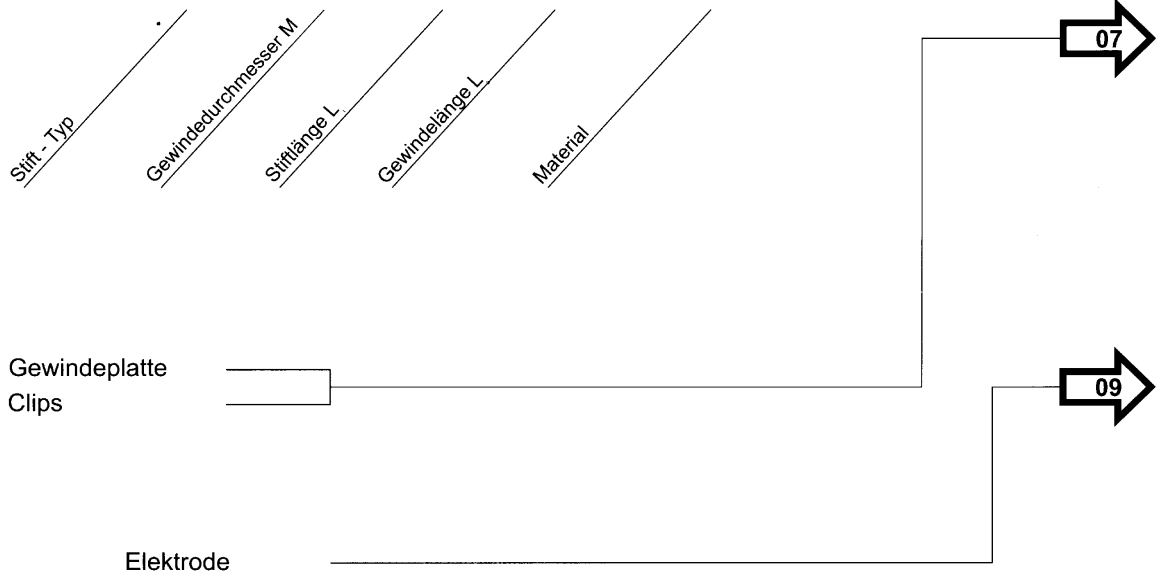 Stift - Typ
Gewindedurchmesser M
Stiftlänge L
Gewindelänge L
Material
07
Gewindeplatte
Clips
09
Elektrode